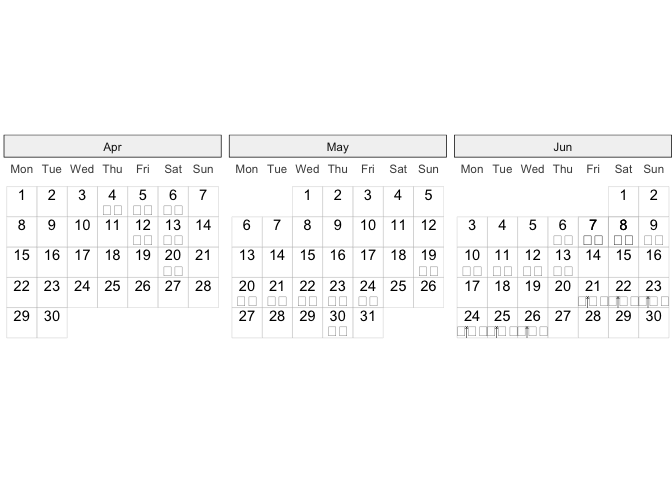 Apr May Jun
Mon Tue Wed Thu Fri Sat Sun Mon Tue Wed Thu Fri Sat Sun Mon Tue Wed Thu Fri Sat Sun
1 2 3 4 5 6 7 1 2 3 4 5 1 2
8 9 10 11 12 13 14 6 7 8 9 10 11 12 3 4 5 6 7 8 9
15 16 17 18 19 20 21 13 14 15 16 17 18 19 10 11 12 13 14 15 16
22 23 24 25 26 27 28 20 21 22 23 24 25 26 17 18 19 20 21 22 23
29 30 27 28 29 30 31 24 25 26 27 28 29 30